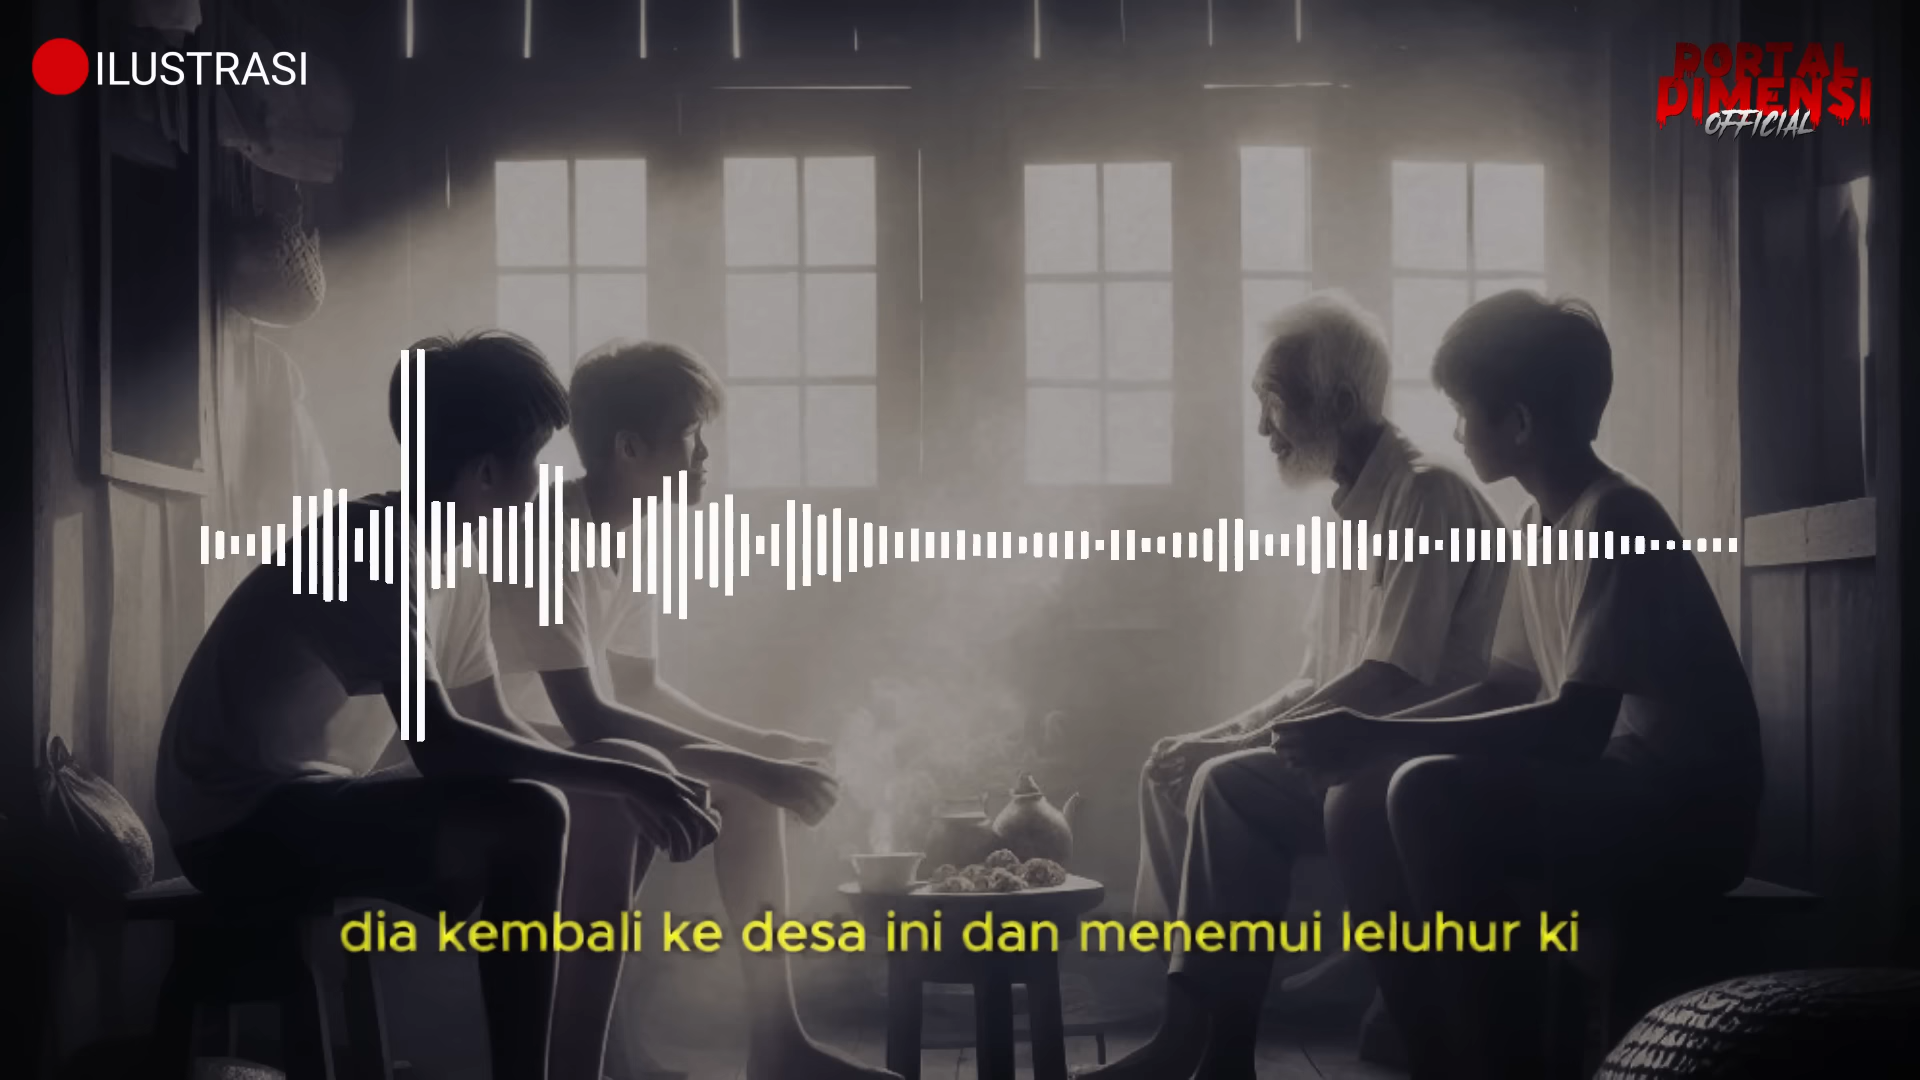 ILUSTRASI
PORTAL
DIMENSI
OFFICIAL
dia kembali ke desa ini dan menemui leluhur ki